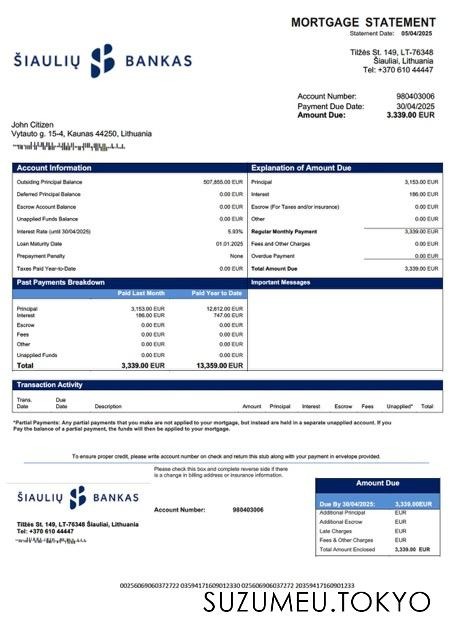 MORTGAGE STATEMENT
Statement Date: 05/04/2025
ŠIAULIŲ BANKAS
Tilžės St. 149, LT-76348
Šiauliai, Lithuania
Tel: +370 610 44447
Account Number: 980403006
Payment Due Date: 30/04/2025
Amount Due: 3,339.00 EUR
John Citizen
Vytauto g. 15-4, Kaunas 44250, Lithuania
Account Information
Outsiding Principal Balance 507,855.00 EUR
Deferred Principal Balance 0.00 EUR
Escrow Account Balance 0.00 EUR
Unapplied Funds Balance 0.00 EUR
Interest Rate (until 30/04/2025) 5.93%
Loan Maturity Date 01.01.2025
Prepayment Penalty None
Taxes Paid Year-to-Date 0.00 EUR
Explanation of Amount Due
Principal 3,153.00 EUR
Interest 186.00 EUR
Escrow (For Taxes and/or insurance) 0.00 EUR
Other 0.00 EUR
Regular Monthly Payment 3,339.00 EUR
Fees and Other Charges 0.00 EUR
Overdue Payment 0.00 EUR
Total Amount Due 3,339.00 EUR
Past Payments Breakdown
Paid Last Month Paid Year to Date
Principal 3,153.00 EUR 12,612.00 EUR
Interest 186.00 EUR 747.00 EUR
Escrow 0.00 EUR 0.00 EUR
Fees 0.00 EUR 0.00 EUR
Other 0.00 EUR 0.00 EUR
Unapplied Funds 0.00 EUR 0.00 EUR
Total 3,339.00 EUR 13,359.00 EUR
Important Messages
Transaction Activity
Trans. Date Due Date Description Amount Principal Interest Escrow Fees Unapplied* Total
*Partial Payments: Any partial payments that you make are not applied to your mortgage, but instead are held in a separate unapplied account. If you
Pay the balance of a partial payment, the funds will then be applied to your mortgage.
To ensure proper credit, please write account number on check and return this stub along with your payment in envelope provided.
Please check this box and complete reverse side if there
is a change in billing address or insurance information.
ŠIAULIŲ BANKAS
Tilžės St. 149, LT-76348 Šiauliai, Lithuania
Tel: +370 610 44447
Account Number: 980403006
Amount Due
Due By 30/04/2025: 3,339.00EUR
Additional Principal EUR
Additional Escrow EUR
Late Charges EUR
Fees & Other Charges EUR
Total Amount Enclosed 3,339.00 EUR
00256069060372722 03594171609012330 02560690603727​2 20359417160901233
SUZUMEU.TOKYO